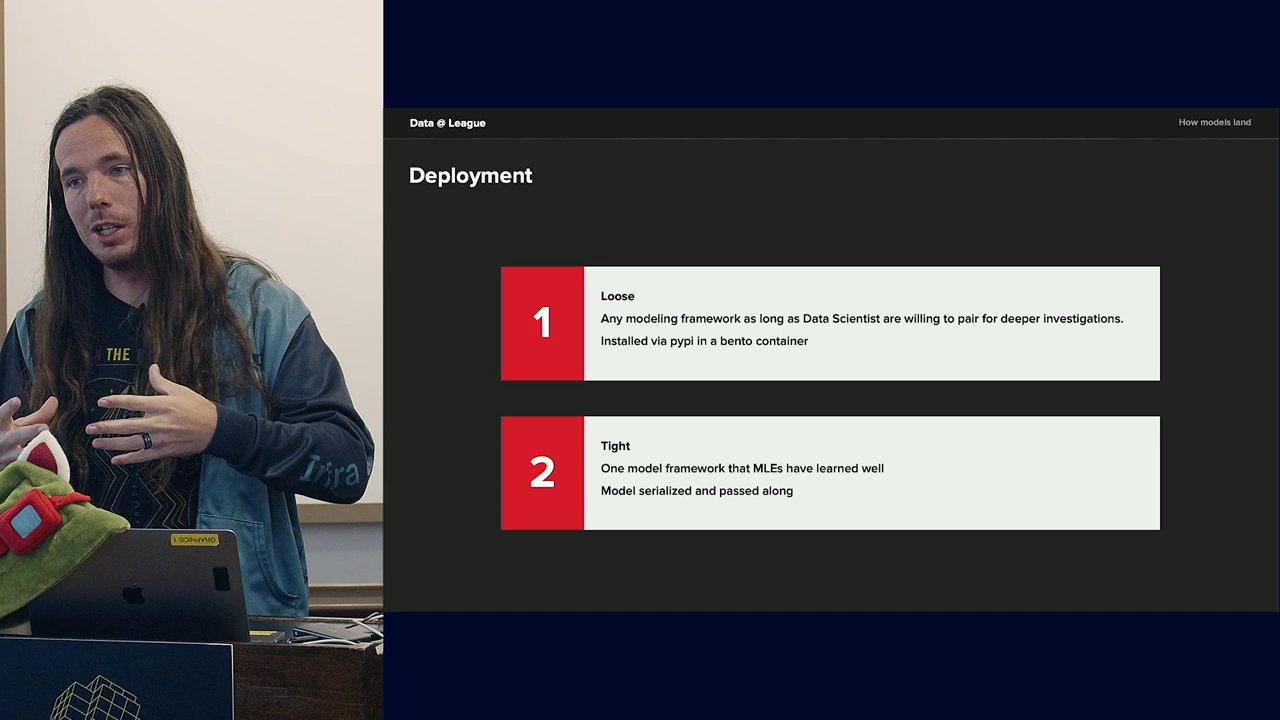 Data @ League
How models land
Deployment
1
Loose
Any modeling framework as long as Data Scientist are willing to pair for deeper investigations.
Installed via pypi in a bento container
2
Tight
One model framework that MLEs have learned well
Model serialized and passed along
THE
GRAPHICS 1